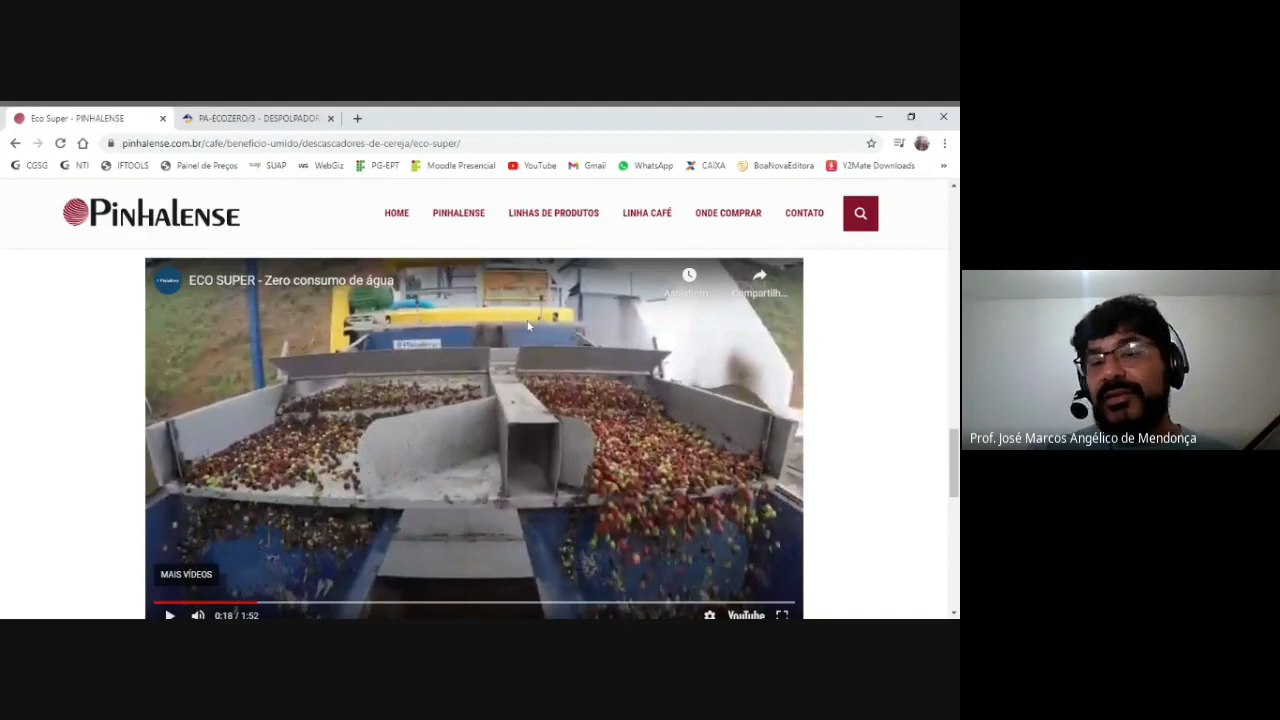 Eco Super - PINHALENSE
PA-ECOZERO/3 - DESPOLPADOR
pinhalense.com.br/cafe/beneficio-umido/descascadores-de-cereja/eco-super/
CGSG NTI IFTOOLS Painel de Preços SUAP WebGiz PG-EPT Moodle Presencial YouTube Gmail WhatsApp CAIXA BoaNovaEditora Y2Mate Downloads »
PINHALENSE HOME PINHALENSE LINHAS DE PRODUTOS LINHA CAFÉ ONDE COMPRAR CONTATO
ECO SUPER - Zero consumo de água
Assistir m... Compartilh...
Pinhalense
MAIS VÍDEOS
0:18 / 1:52 YouTube
Prof. José Marcos Angélico de Mendonça